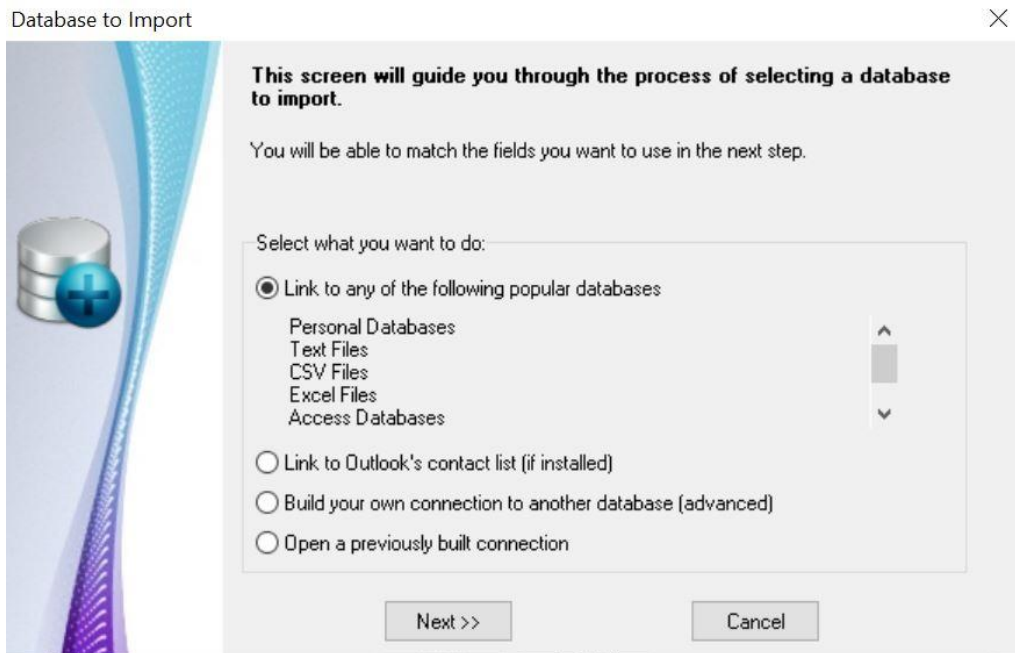 Database to Import
This screen will guide you through the process of selecting a database
to import.
You will be able to match the fields you want to use in the next step.
Select what you want to do:
Link to any of the following popular databases
Personal Databases
Text Files
CSV Files
Excel Files
Access Databases
Link to Outlook's contact list (if installed)
Build your own connection to another database (advanced)
Open a previously built connection
Next >>
Cancel